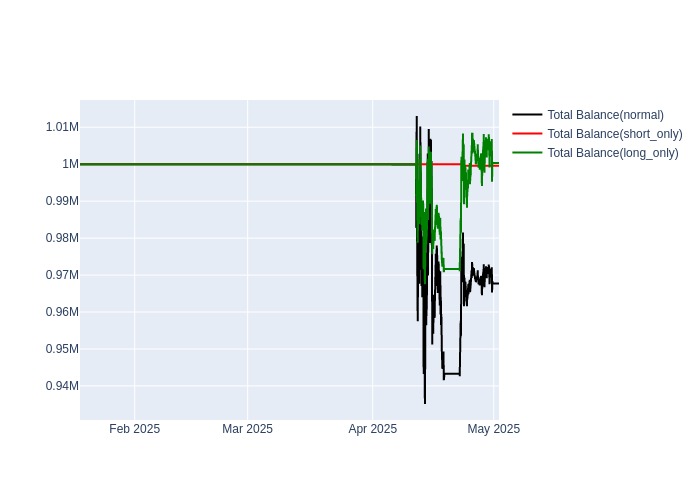 1.01M
1M
0.99M
0.98M
0.97M
0.96M
0.95M
0.94M
Feb 2025
Mar 2025
Apr 2025
May 2025
Total Balance(normal)
Total Balance(short_only)
Total Balance(long_only)